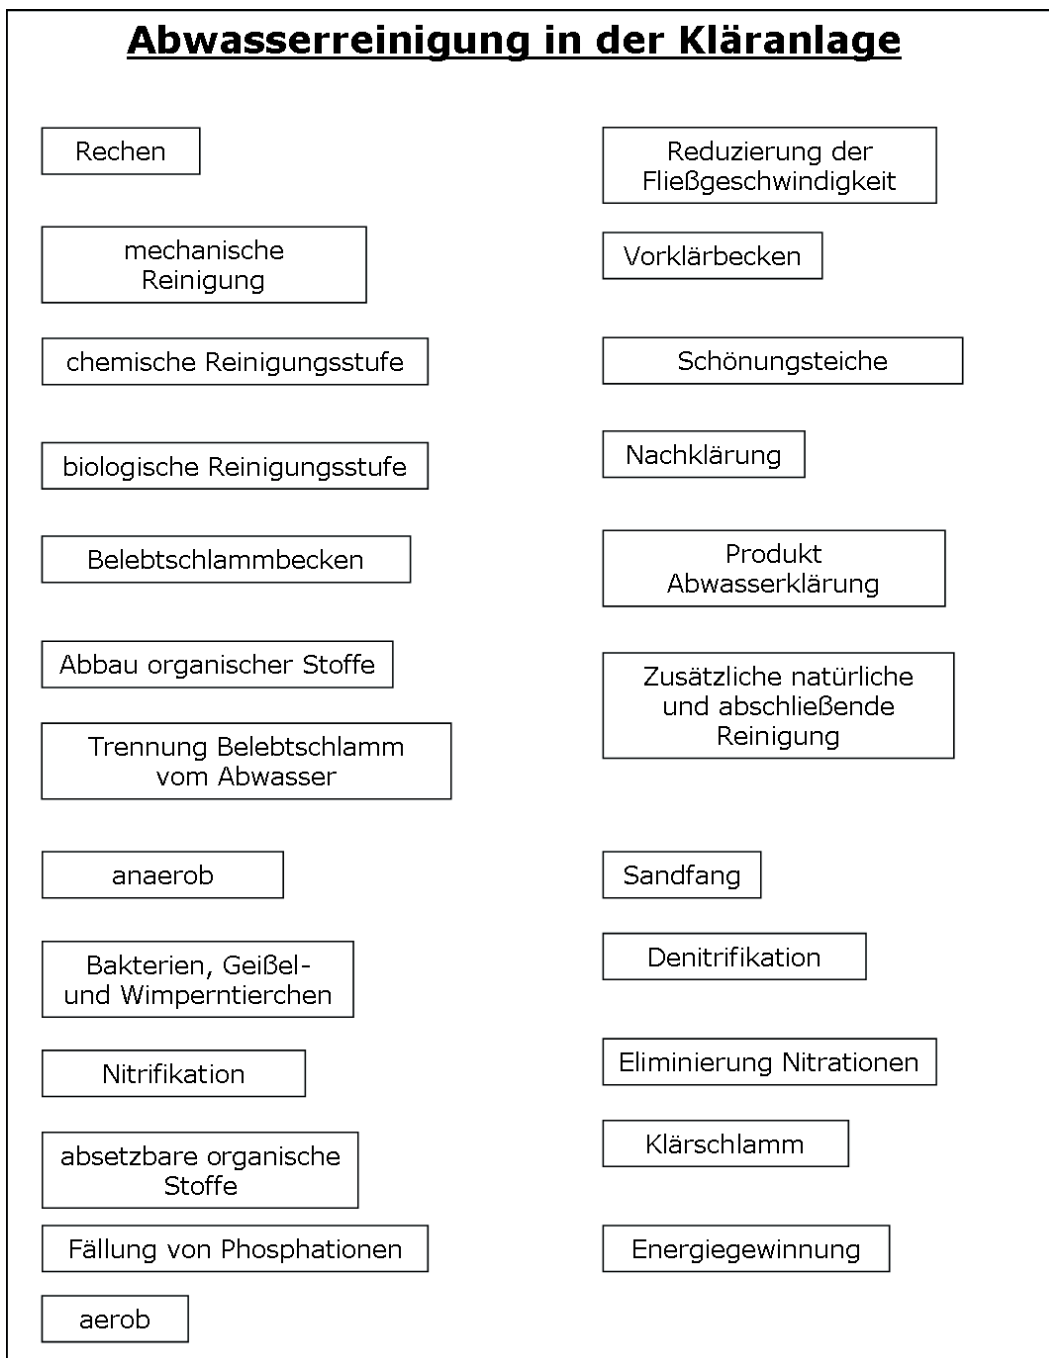 Abwasserreinigung in der Kläranlage
Rechen
mechanische
Reinigung
chemische Reinigungsstufe
biologische Reinigungsstufe
Belebtschlammbecken
Abbau organischer Stoffe
Trennung Belebtschlamm
vom Abwasser
anaerob
Bakterien, Geißel-
und Wimperntierchen
Nitrifikation
absetzbare organische
Stoffe
Fällung von Phosphationen
aerob
Reduzierung der
Fließgeschwindigkeit
Vorklärbecken
Schönungsteiche
Nachklärung
Produkt
Abwasserklärung
Zusätzliche natürliche
und abschließende
Reinigung
Sandfang
Denitrifikation
Eliminierung Nitrationen
Klärschlamm
Energiegewinnung